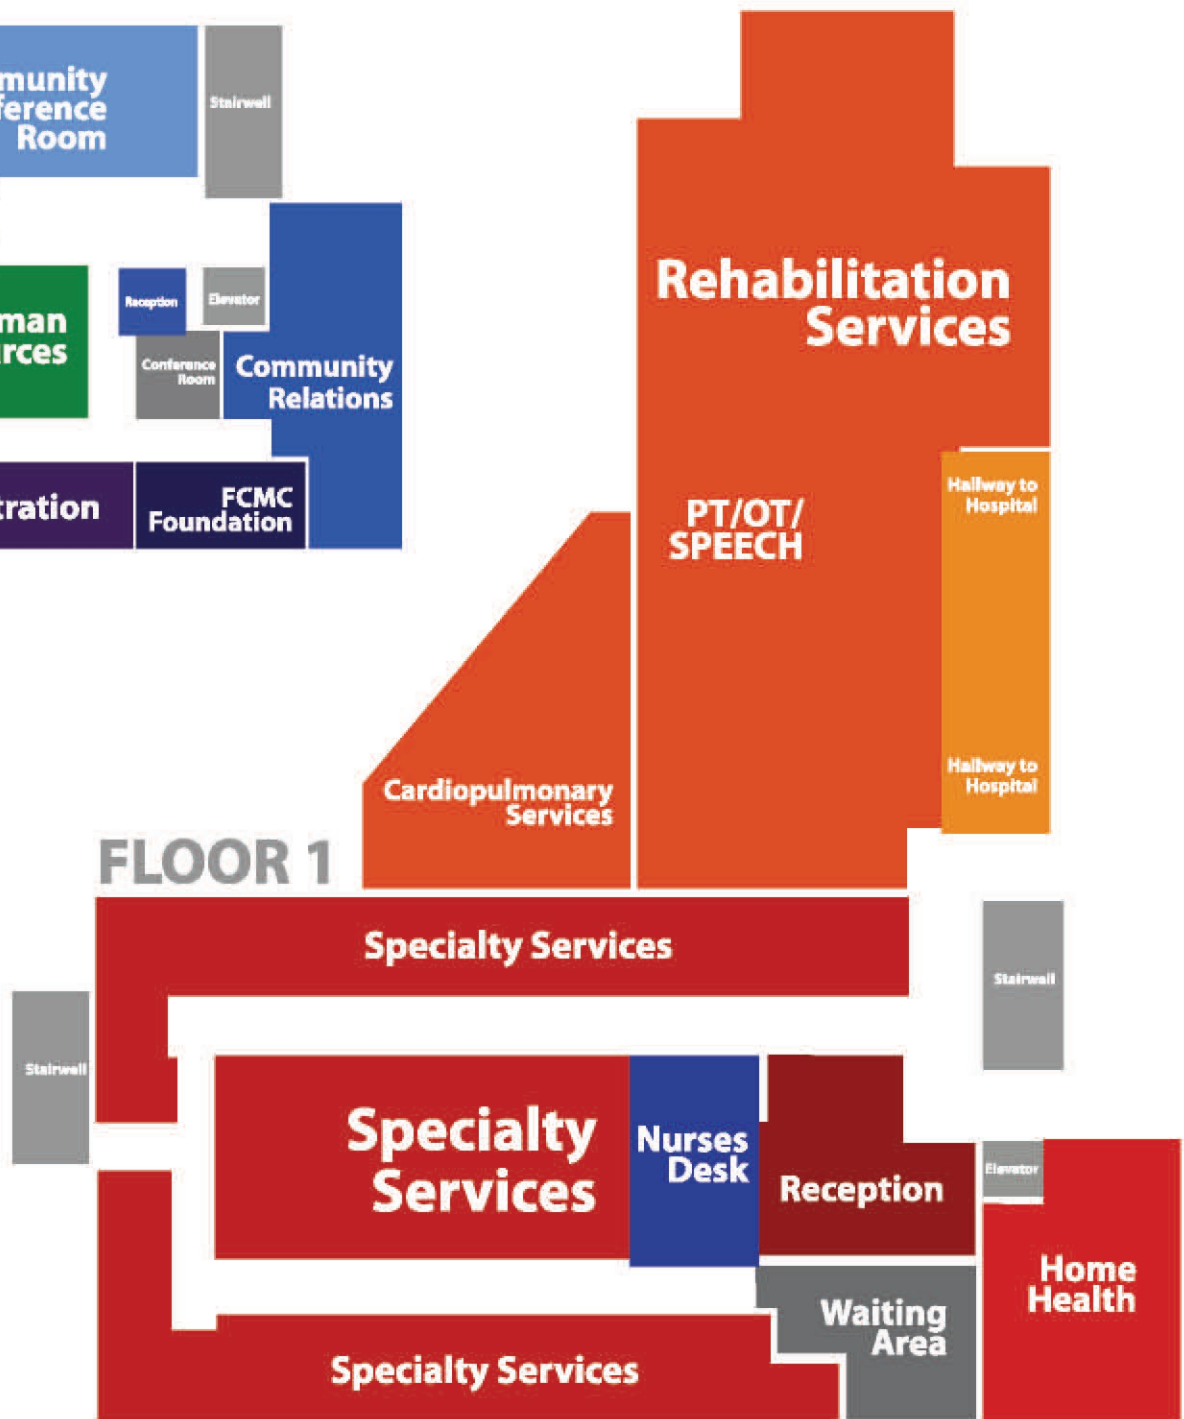 munity
ference
Room
Stairwell
man
rces
Reception
Elevator
Conference
Room
Community
Relations
tration
FCMC
Foundation
Rehabilitation
Services
PT/OT/
SPEECH
Hallway to
Hospital
Hallway to
Hospital
Cardiopulmonary
Services
FLOOR 1
Specialty Services
Stairwell
Stairwell
Specialty
Services
Nurses
Desk
Reception
Elevator
Home
Health
Waiting
Area
Specialty Services